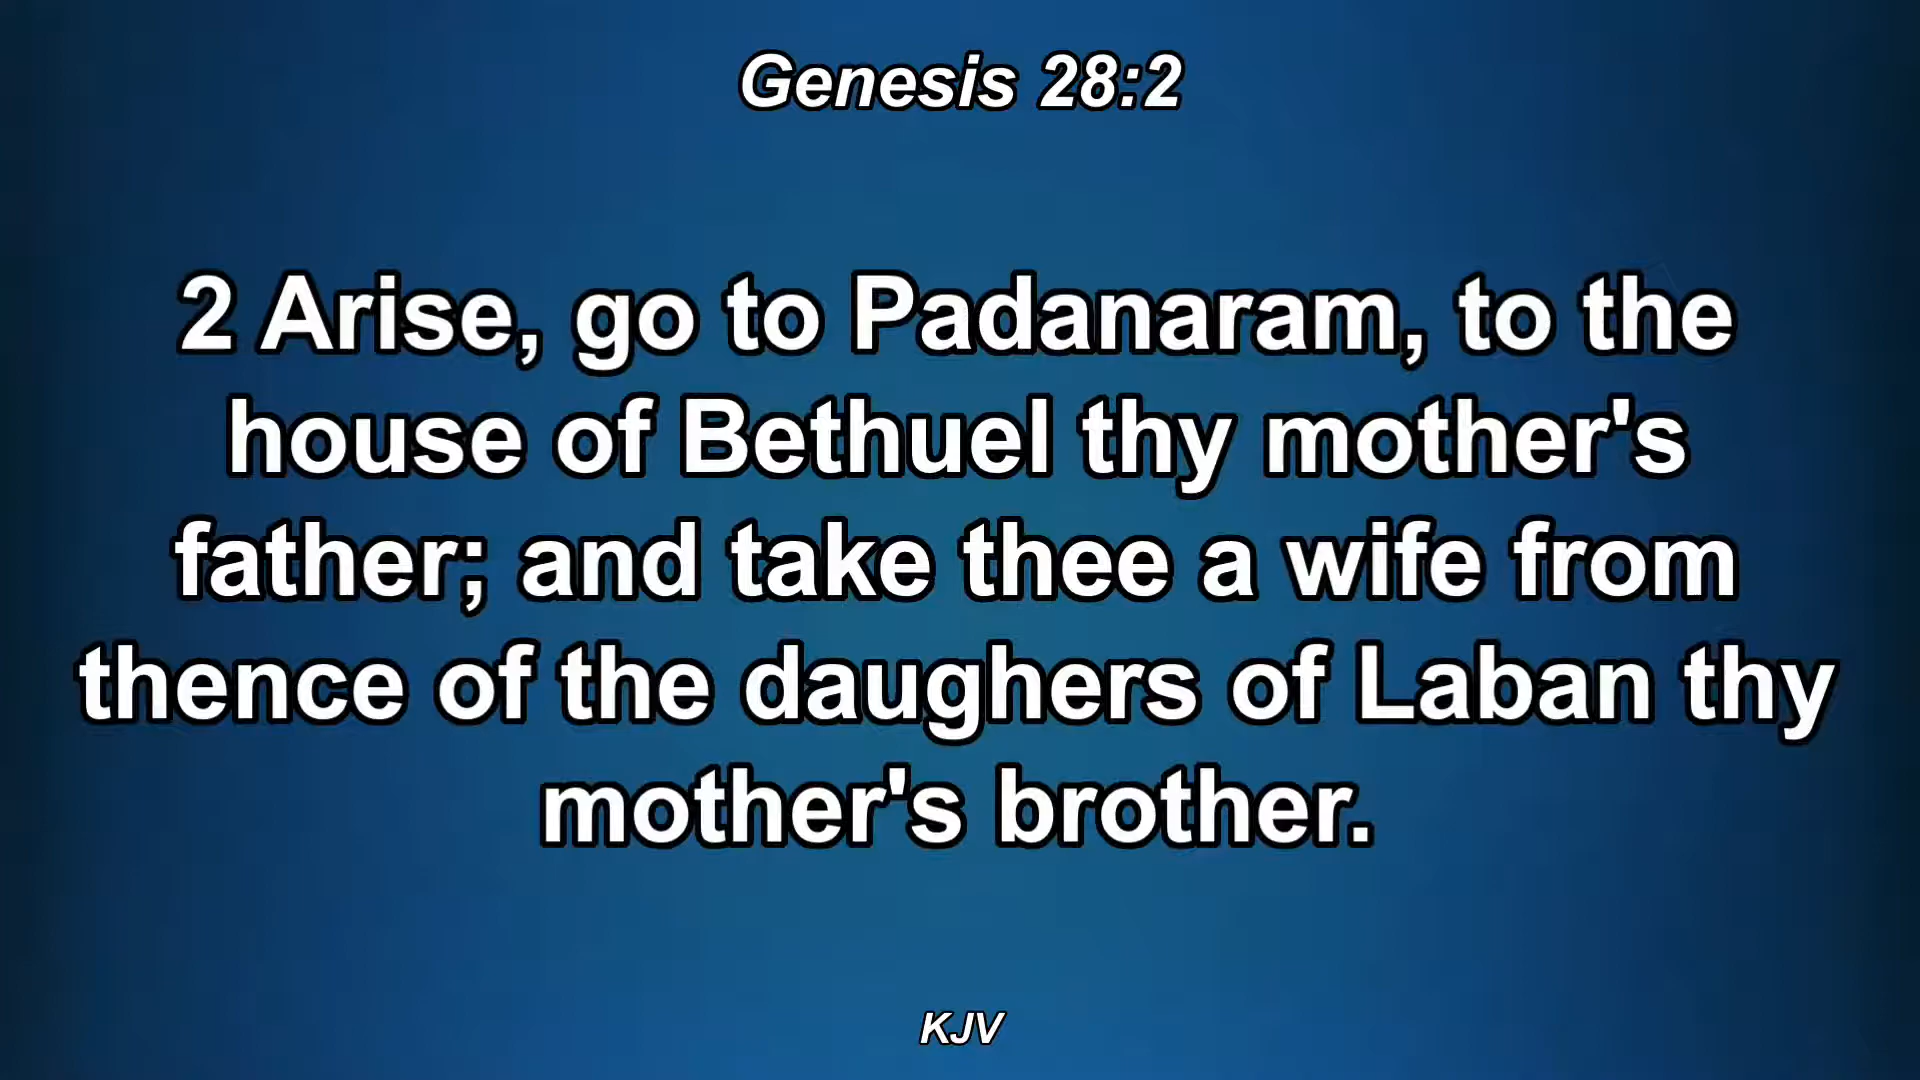 Genesis 28:2
2 Arise, go to Padanaram, to the
house of Bethuel thy mother's
father; and take thee a wife from
thence of the daughers of Laban thy
mother's brother.
KJV